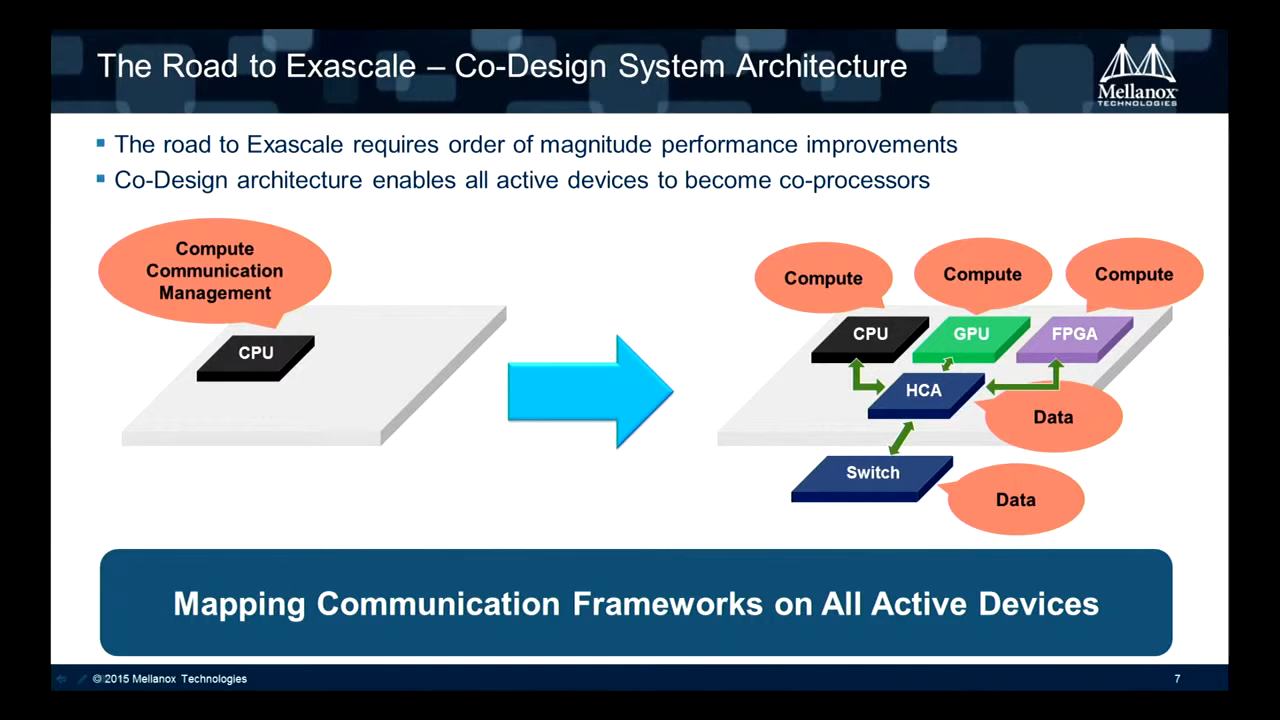 The Road to Exascale – Co-Design System Architecture
Mellanox
TECHNOLOGIES
The road to Exascale requires order of magnitude performance improvements
Co-Design architecture enables all active devices to become co-processors
Compute
Communication
Management
CPU
Compute
Compute
Compute
CPU
GPU
FPGA
HCA
Data
Switch
Data
Mapping Communication Frameworks on All Active Devices
© 2015 Mellanox Technologies
7